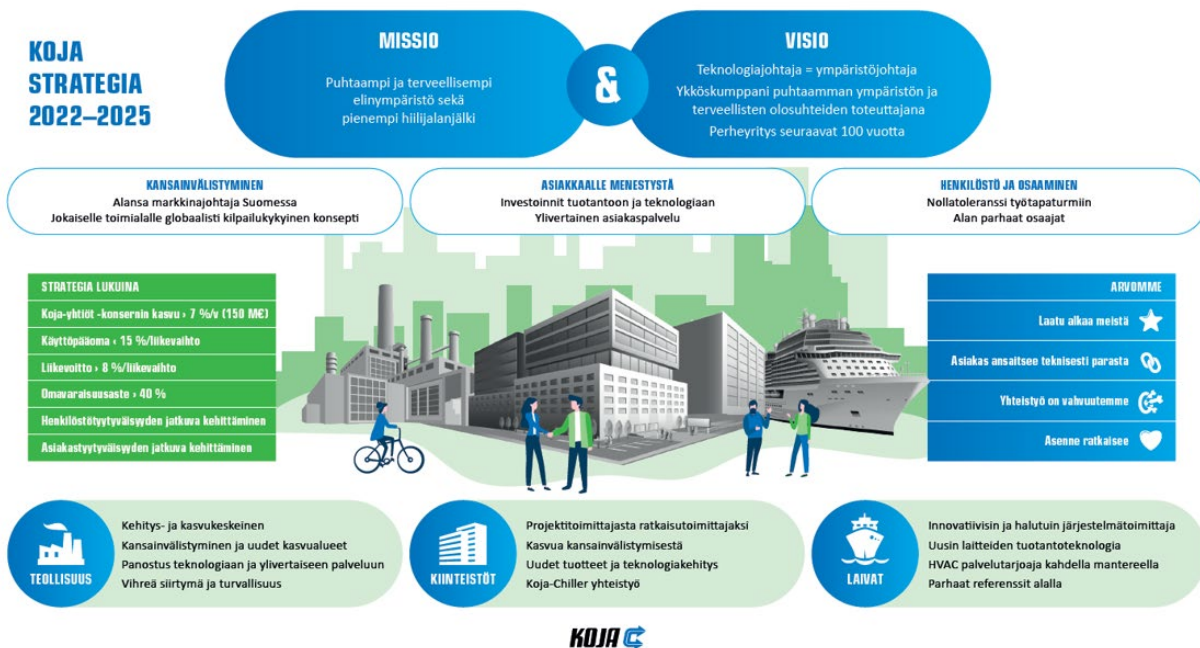 KOJA
STRATEGIA
2022–2025
MISSIO
Puhtaampi ja terveellisempi
elinympäristö sekä
pienempi hiilijalanjälki
&
VISIO
Teknologiajohtaja = ympäristöjohtaja
Ykköskumppani puhtaamman ympäristön ja
terveellisten olosuhteiden toteuttajana
Perheyritys seuraavat 100 vuotta
KANSAINVÄLISTYMINEN
Alansa markkinajohtaja Suomessa
Jokaiselle toimialalle globaalisti kilpailukykyinen konsepti
ASIAKKAALLE MENESTYSTÄ
Investoinnit tuotantoon ja teknologiaan
Ylivertainen asiakaspalvelu
HENKILÖSTÖ JA OSAAMINEN
Nollatoleranssi työtapaturmiin
Alan parhaat osaajat
STRATEGIA LUKUINA
Koja-yhtiöt -konsernin kasvu > 7 %/v (150 M€)
Käyttöpääoma < 15 %/liikevaihto
Liikevoitto > 8 %/liikevaihto
Omavaraisuusaste > 40 %
Henkilöstötyytyväisyyden jatkuva kehittäminen
Asiakastyytyväisyyden jatkuva kehittäminen
ARVOMME
Laatu alkaa meistä
Asiakas ansaitsee teknisesti parasta
Yhteistyö on vahvuutemme
Asenne ratkaisee
TEOLLISUUS
Kehitys- ja kasvukeskeinen
Kansainvälistyminen ja uudet kasvualueet
Panostus teknologiaan ja ylivertaiseen palveluun
Vihreä siirtymä ja turvallisuus
KIINTEISTÖT
Projektitoimittajasta ratkaisutoimittajaksi
Kasvua kansainvälistymisestä
Uudet tuotteet ja teknologiakehitys
Koja-Chiller yhteistyö
LAIVAT
Innovatiivisin ja halutuin järjestelmätoimittaja
Uusin laitteiden tuotantoteknologia
HVAC palvelutarjoaja kahdella mantereella
Parhaat referenssit alalla
KOJA